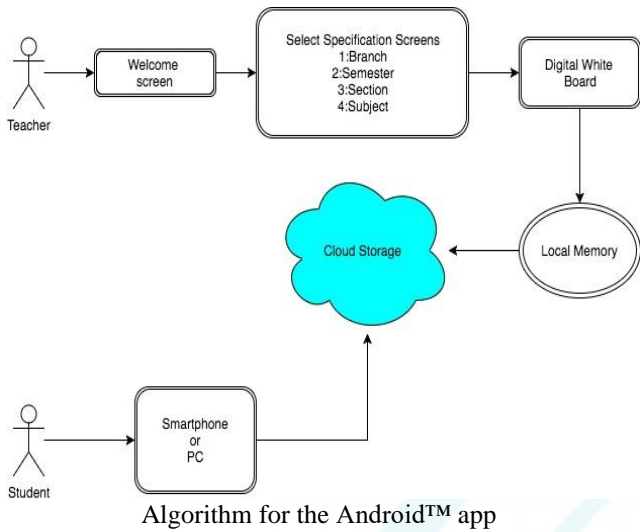 Teacher
Welcome
screen
Select Specification Screens
1:Branch
2:Semester
3:Section
4:Subject
Digital White
Board
Local Memory
Cloud Storage
Student
Smartphone
or
PC
Algorithm for the Android™ app